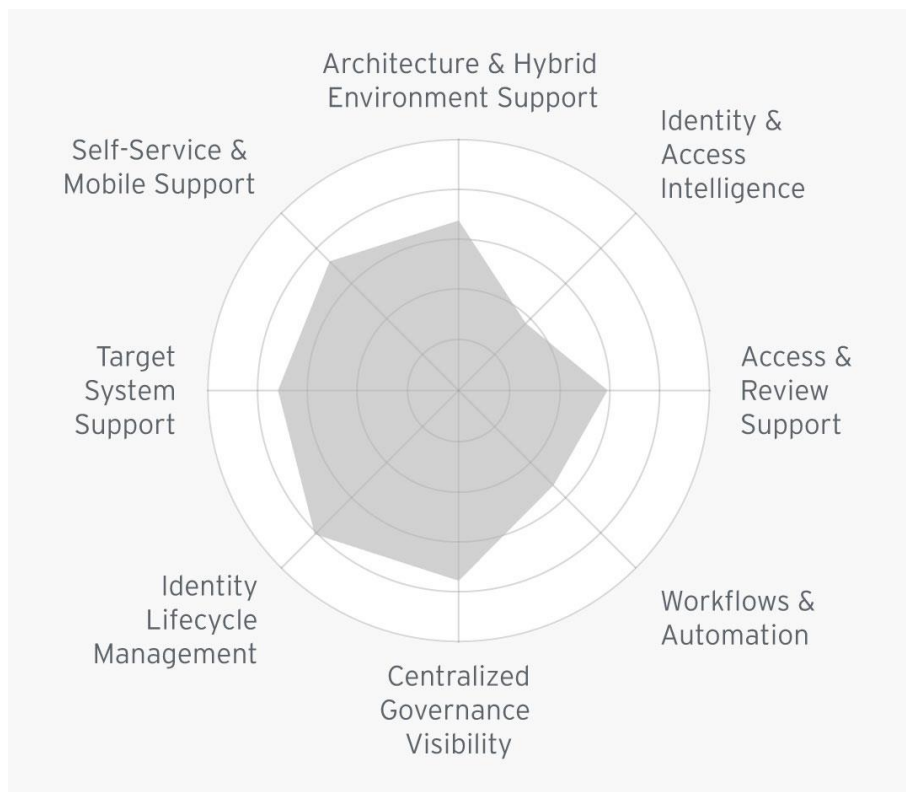 Architecture & Hybrid
Environment Support
Identity &
Access
Intelligence
Access &
Review
Support
Workflows &
Automation
Centralized
Governance
Visibility
Identity
Lifecycle
Management
Target
System
Support
Self-Service &
Mobile Support